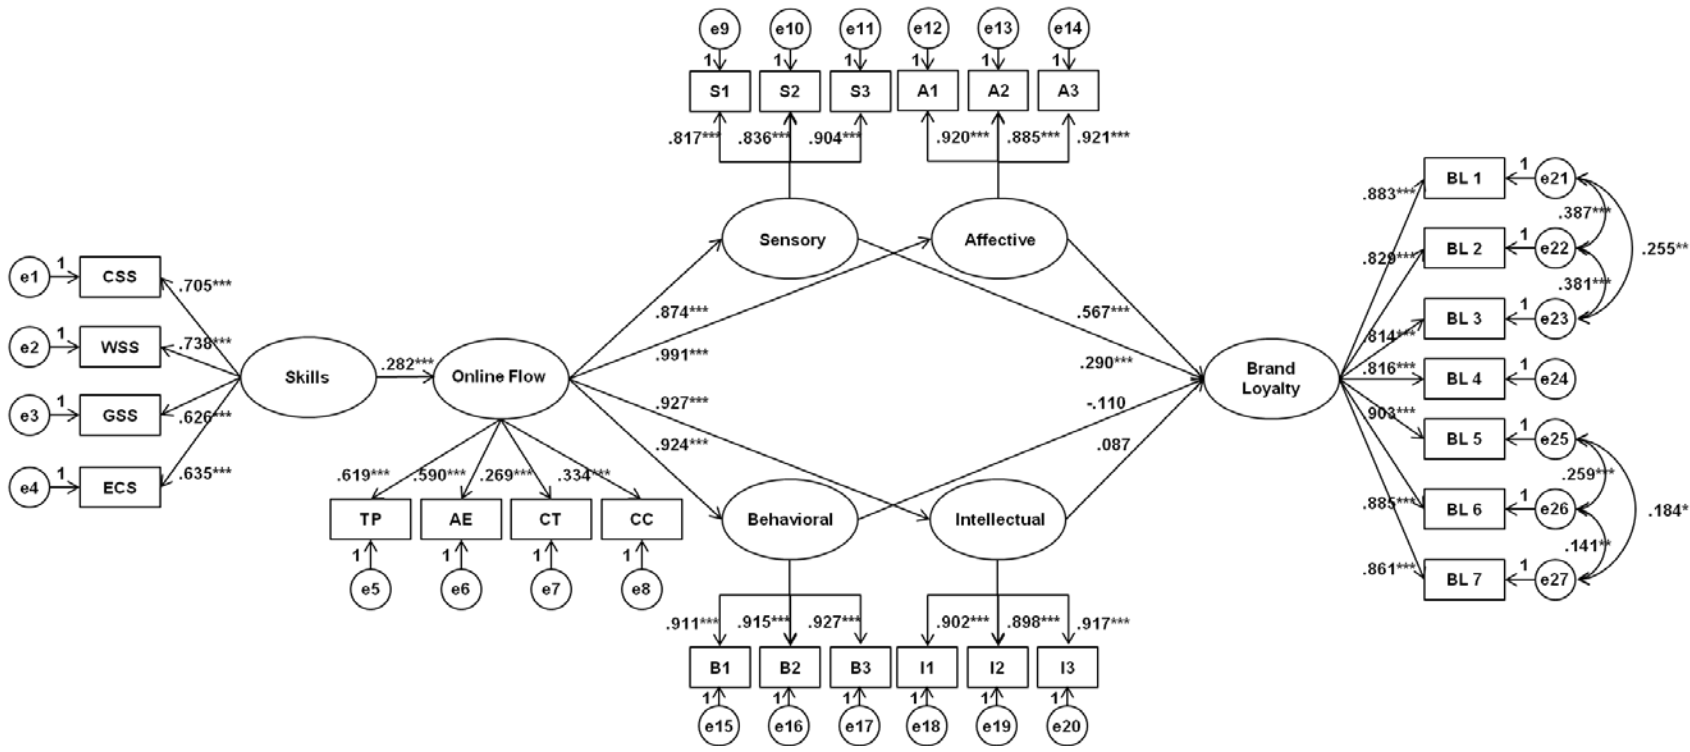 e9 e10 e11 e12 e13 e14
1 1 1 1 1 1
S1 S2 S3 A1 A2 A3
.817*** .836*** .904*** .920*** .885*** .921***
Sensory Affective
e1 1 CSS .705***
e2 1 WSS .738***
e3 1 GSS .626***
e4 1 ECS .635***
Skills
.282***
Online Flow
.874***
.991***
.927***
.924***
.619*** .590*** .269*** .334***
TP AE CT CC
1 1 1 1
e5 e6 e7 e8
.567***
.290***
-.110
.087
Behavioral Intellectual
.911*** .915*** .927*** .902*** .898*** .917***
B1 B2 B3 I1 I2 I3
1 1 1 1 1 1
e15 e16 e17 e18 e19 e20
Brand
Loyalty
.883*** BL 1 1 e21
.387***
.829*** BL 2 1 e22
.255**
.381***
.814*** BL 3 1 e23
.816*** BL 4 1 e24
.903*** BL 5 1 e25
.259***
.885*** BL 6 1 e26
.184*
.141**
.861*** BL 7 1 e27